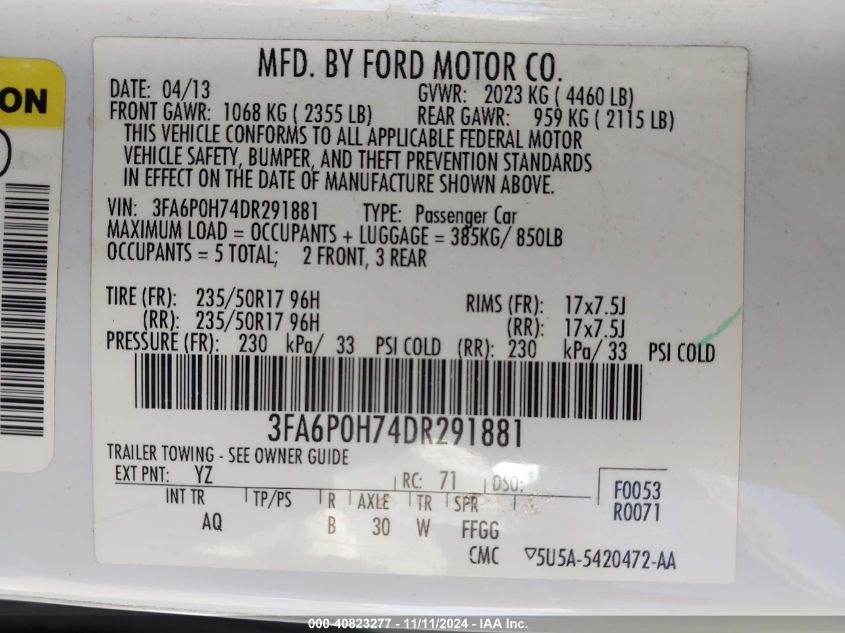 ON
MFD. BY FORD MOTOR CO.
DATE: 04/13 GVWR: 2023 KG ( 4460 LB)
FRONT GAWR: 1068 KG ( 2355 LB) REAR GAWR: 959 KG ( 2115 LB)
THIS VEHICLE CONFORMS TO ALL APPLICABLE FEDERAL MOTOR
VEHICLE SAFETY, BUMPER, AND THEFT PREVENTION STANDARDS
IN EFFECT ON THE DATE OF MANUFACTURE SHOWN ABOVE.
VIN: 3FA6P0H74DR291881 TYPE: Passenger Car
MAXIMUM LOAD = OCCUPANTS + LUGGAGE = 385KG/ 850LB
OCCUPANTS = 5 TOTAL; 2 FRONT, 3 REAR
TIRE (FR): 235/50R17 96H RIMS (FR): 17x7.5J
(RR): 235/50R17 96H (RR): 17x7.5J
PRESSURE (FR): 230 kPa/ 33 PSI COLD (RR): 230 kPa/ 33 PSI COLD
3FA6P0H74DR291881
TRAILER TOWING - SEE OWNER GUIDE
EXT PNT: YZ RC: 71 DSO: F0053
INT TR TP/PS R AXLE TR SPR R0071
AQ B 30 W FFGG
CMC ▽5U5A-5420472-AA
000-40823277 - 11/11/2024 - IAA Inc.